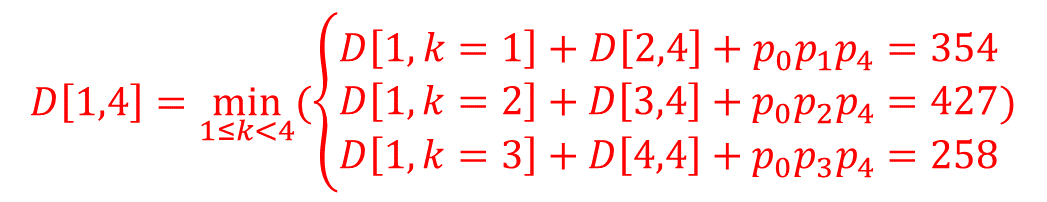 D[1, k = 1] + D[2,4] + p₀p₁p₄ = 354
D[1,4] = min 1≤k<4 ({ D[1, k = 2] + D[3,4] + p₀p₂p₄ = 427)
D[1, k = 3] + D[4,4] + p₀p₃p₄ = 258